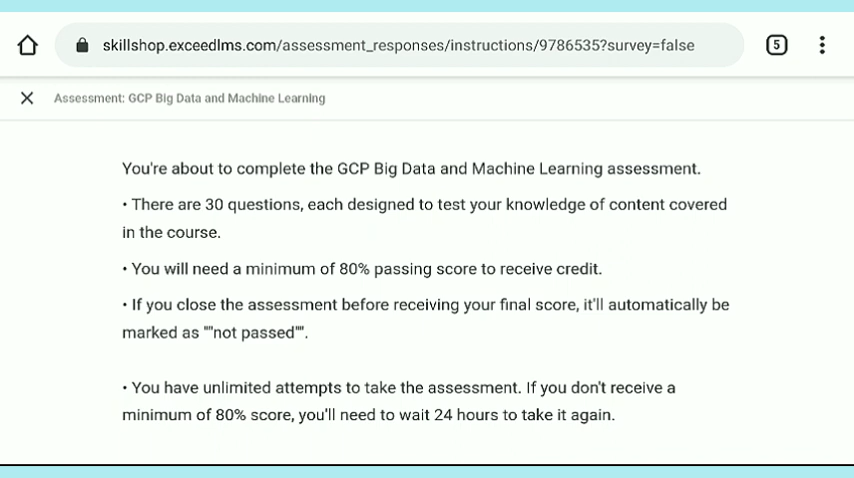 skillshop.exceedlms.com/assessment_responses/instructions/9786535?survey=false
5
Assessment: GCP Big Data and Machine Learning
You're about to complete the GCP Big Data and Machine Learning assessment.
• There are 30 questions, each designed to test your knowledge of content covered
in the course.
• You will need a minimum of 80% passing score to receive credit.
• If you close the assessment before receiving your final score, it'll automatically be
marked as ""not passed"".
• You have unlimited attempts to take the assessment. If you don't receive a
minimum of 80% score, you'll need to wait 24 hours to take it again.